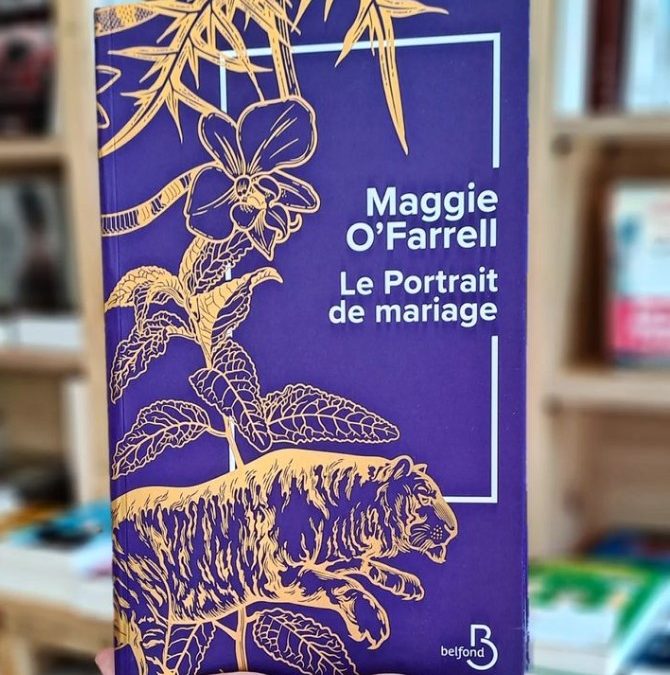 Maggie
O'Farrell
Le Portrait
de mariage
belfond
B